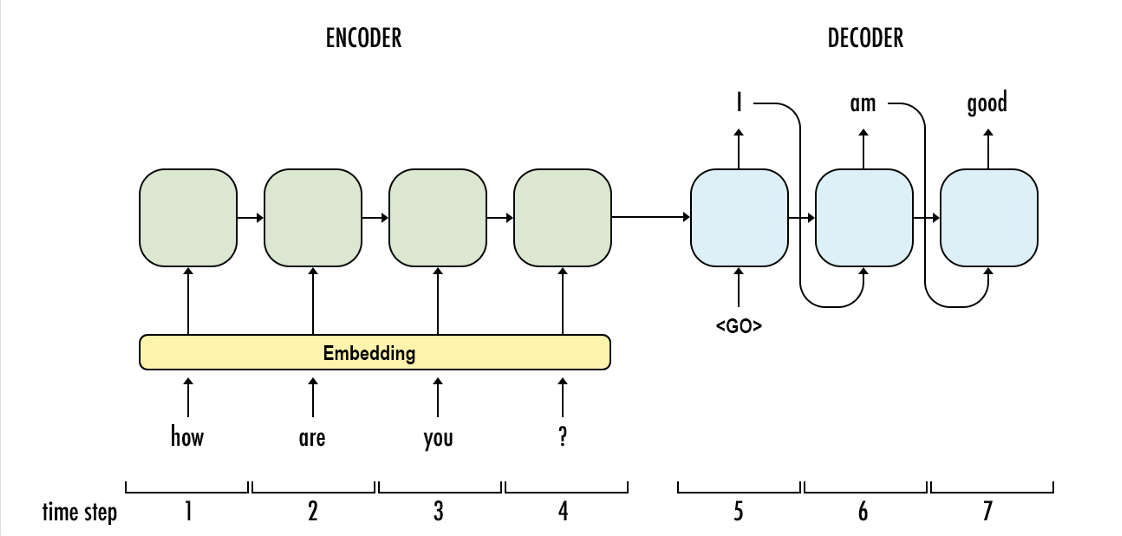 ENCODER DECODER
I am good
<GO>
Embedding
how are you ?
time step 1 2 3 4 5 6 7